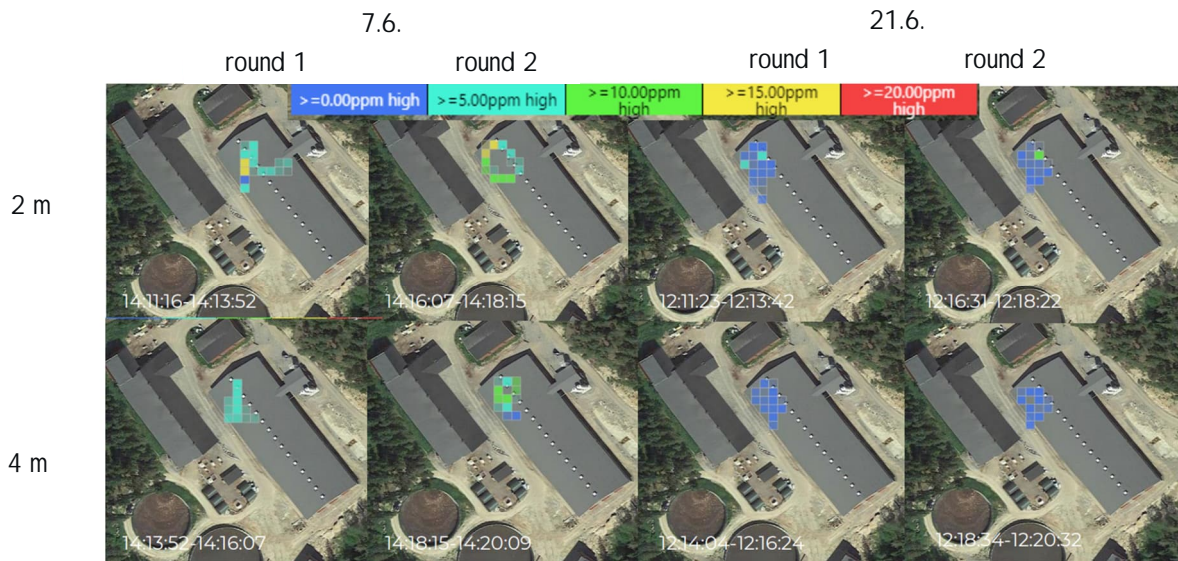 7.6.
21.6.
round 1
round 2
round 1
round 2
>=0.00ppm high
>=5.00ppm high
>=10.00ppm
high
>=15.00ppm
high
>=20.00ppm
high
2 m
14:11:16-14:13:52
14:16:07-14:18:15
12:11:23-12:13:42
12:16:31-12:18:22
4 m
14:13:52-14:16:07
14:18:15-14:20:09
12:14:04-12:16:24
12:18:34-12:20:32